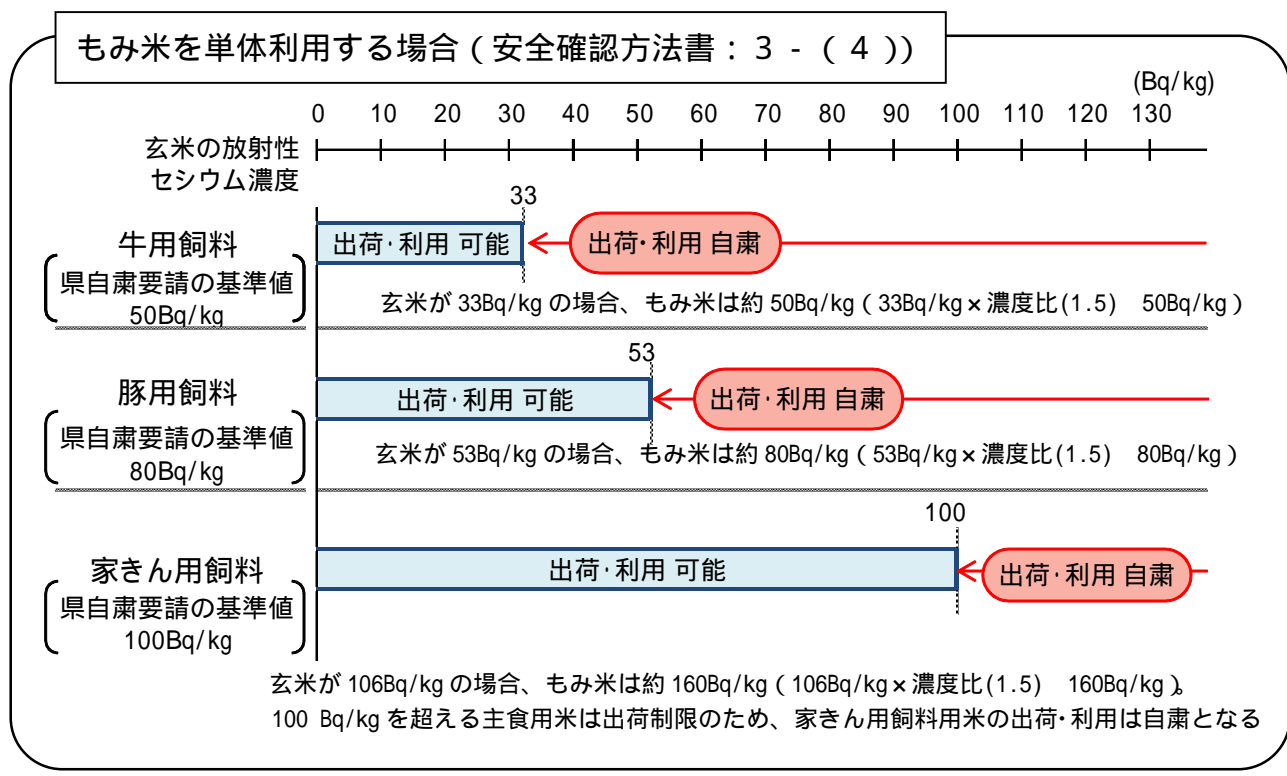 もみ米を単体利用する場合（安全確認方法書：３-（４））
(Bq/kg)
0 10 20 30 40 50 60 70 80 90 100 110 120 130
玄米の放射性
セシウム濃度
33
牛用飼料
県自粛要請の基準値
50Bq/kg
出荷・利用 可能
出荷・利用 自粛
玄米が 33Bq/kg の場合、もみ米は約 50Bq/kg（33Bq/kg×濃度比(1.5)　50Bq/kg）
53
豚用飼料
県自粛要請の基準値
80Bq/kg
出荷・利用 可能
出荷・利用 自粛
玄米が 53Bq/kg の場合、もみ米は約 80Bq/kg（53Bq/kg×濃度比(1.5)　80Bq/kg）
100
家きん用飼料
県自粛要請の基準値
100Bq/kg
出荷・利用 可能
出荷・利用 自粛
玄米が 106Bq/kg の場合、もみ米は約 160Bq/kg（106Bq/kg×濃度比(1.5)　160Bq/kg）。
100 Bq/kg を超える主食用米は出荷制限のため、家きん用飼料用米の出荷・利用は自粛となる